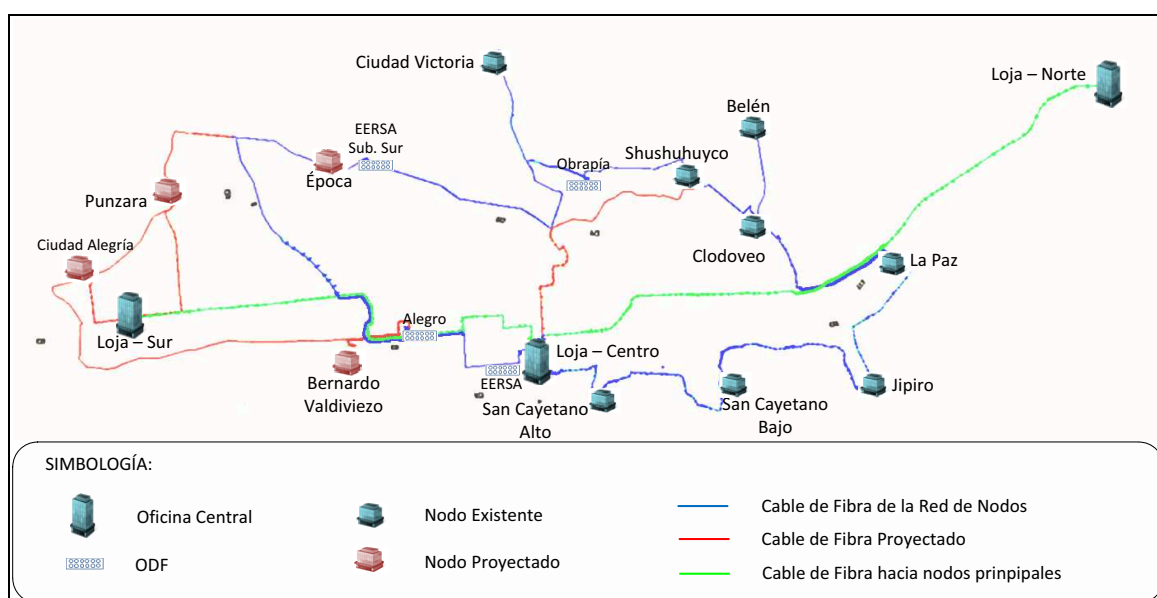 Ciudad Victoria
Loja – Norte
Belén
EERSA
Sub. Sur
Obrapía
Shushuhuyco
Época
Punzara
Ciudad Alegría
Clodoveo
La Paz
Alegro
Loja – Sur
Loja – Centro
Bernardo
Valdiviezo
EERSA
San Cayetano
Alto
San Cayetano
Bajo
Jipiro
SIMBOLOGÍA:
Oficina Central
Nodo Existente
Cable de Fibra de la Red de Nodos
Cable de Fibra Proyectado
ODF
Nodo Proyectado
Cable de Fibra hacia nodos prinpipales